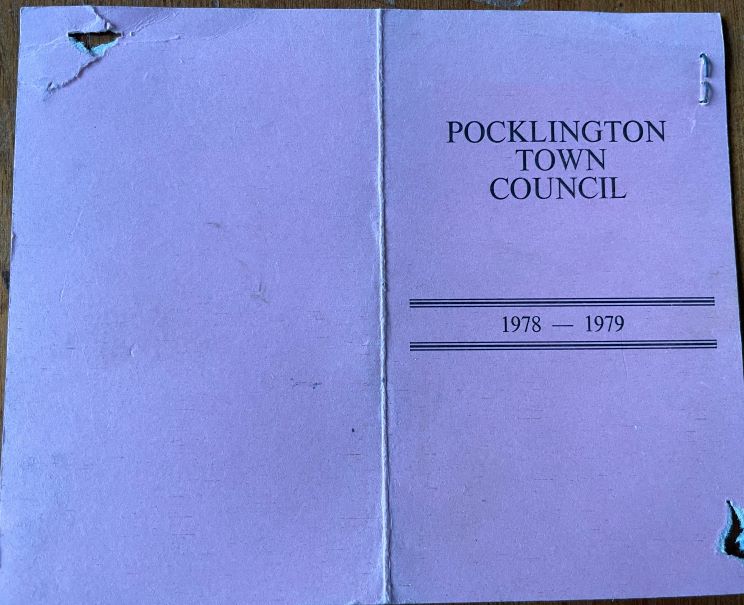 POCKLINGTON
TOWN
COUNCIL
1978 — 1979